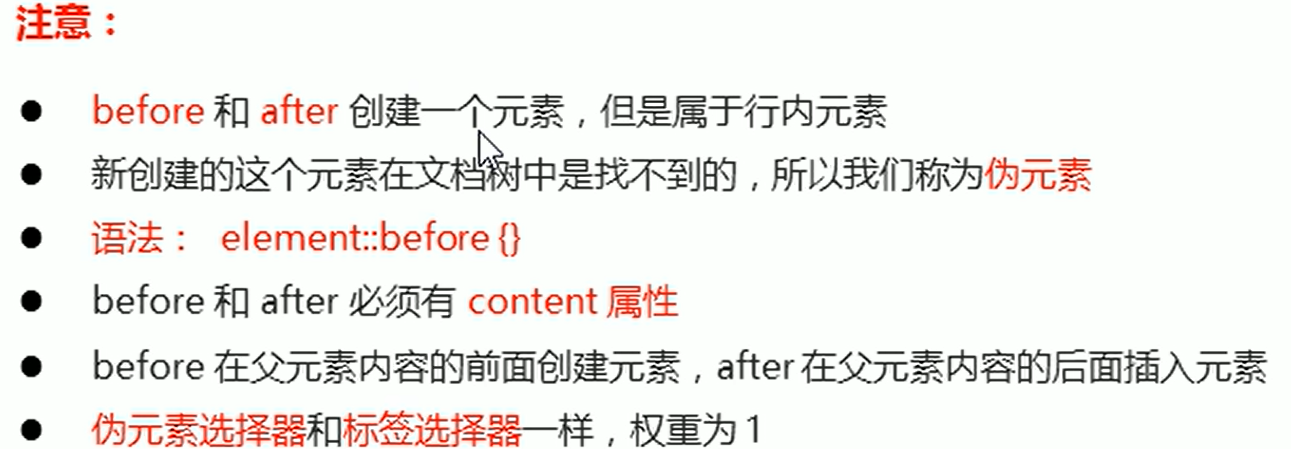 注意：
● before 和 after 创建一个元素，但是属于行内元素
● 新创建的这个元素在文档树中是找不到的，所以我们称为伪元素
● 语法： element::before {}
● before 和 after 必须有 content 属性
● before 在父元素内容的前面创建元素，after 在父元素内容的后面插入元素
● 伪元素选择器和标签选择器一样，权重为 1